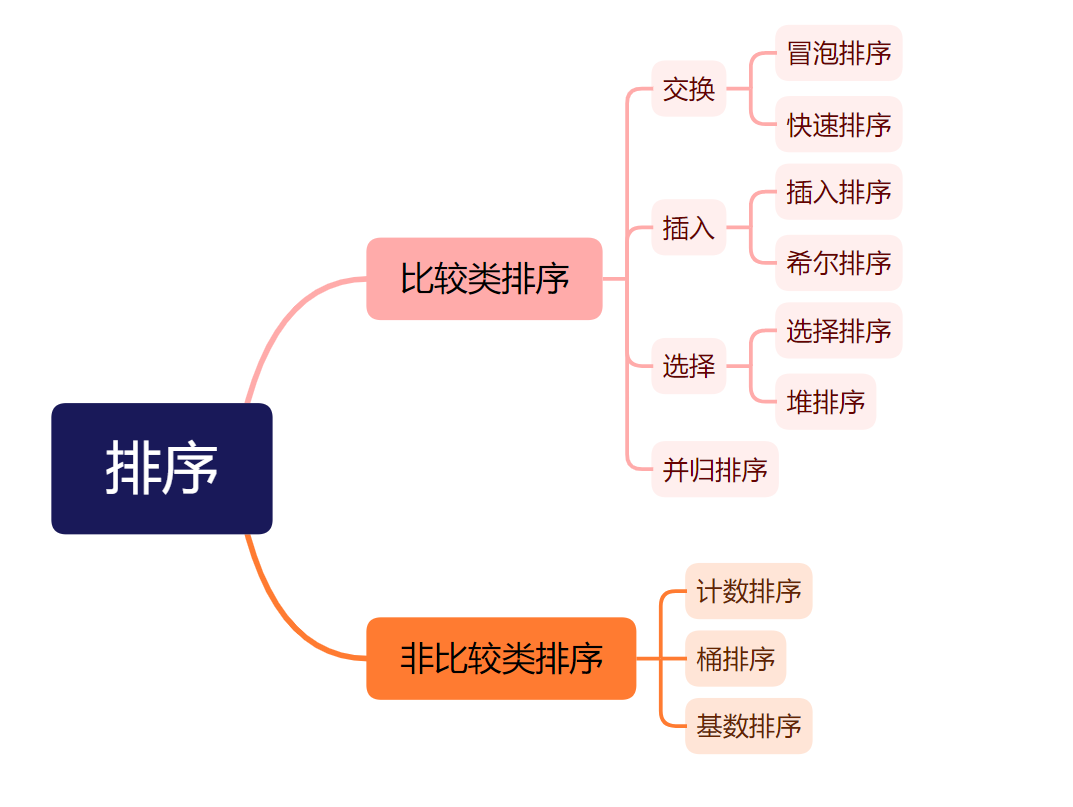 排序
比较类排序
交换
冒泡排序
快速排序
插入
插入排序
希尔排序
选择
选择排序
堆排序
并归排序
非比较类排序
计数排序
桶排序
基数排序